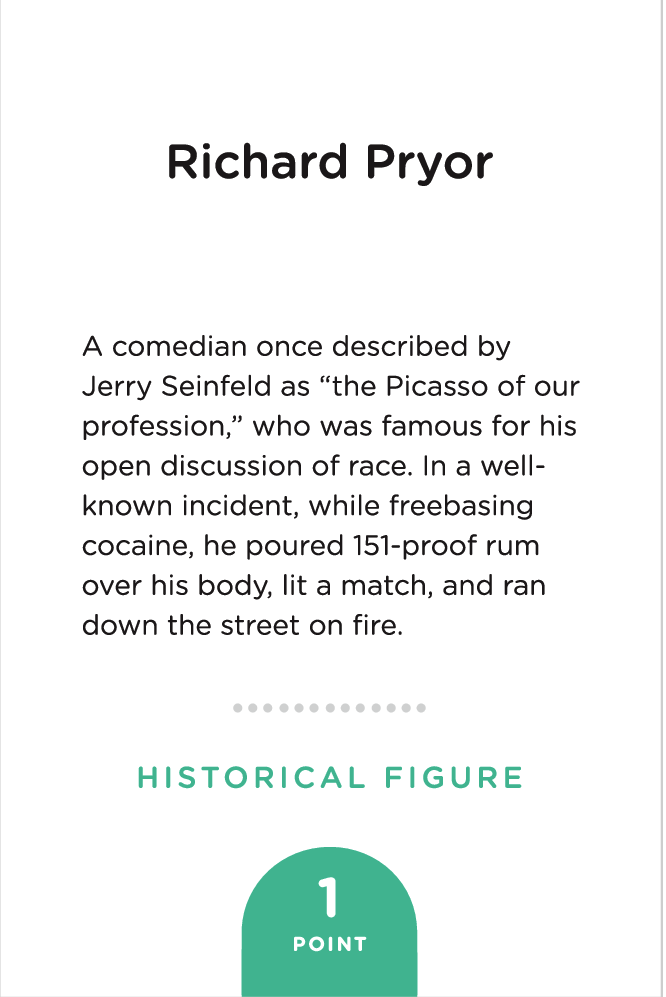 Richard Pryor
A comedian once described by
Jerry Seinfeld as “the Picasso of our
profession,” who was famous for his
open discussion of race. In a well-
known incident, while freebasing
cocaine, he poured 151-proof rum
over his body, lit a match, and ran
down the street on fire.
HISTORICAL FIGURE
1
POINT